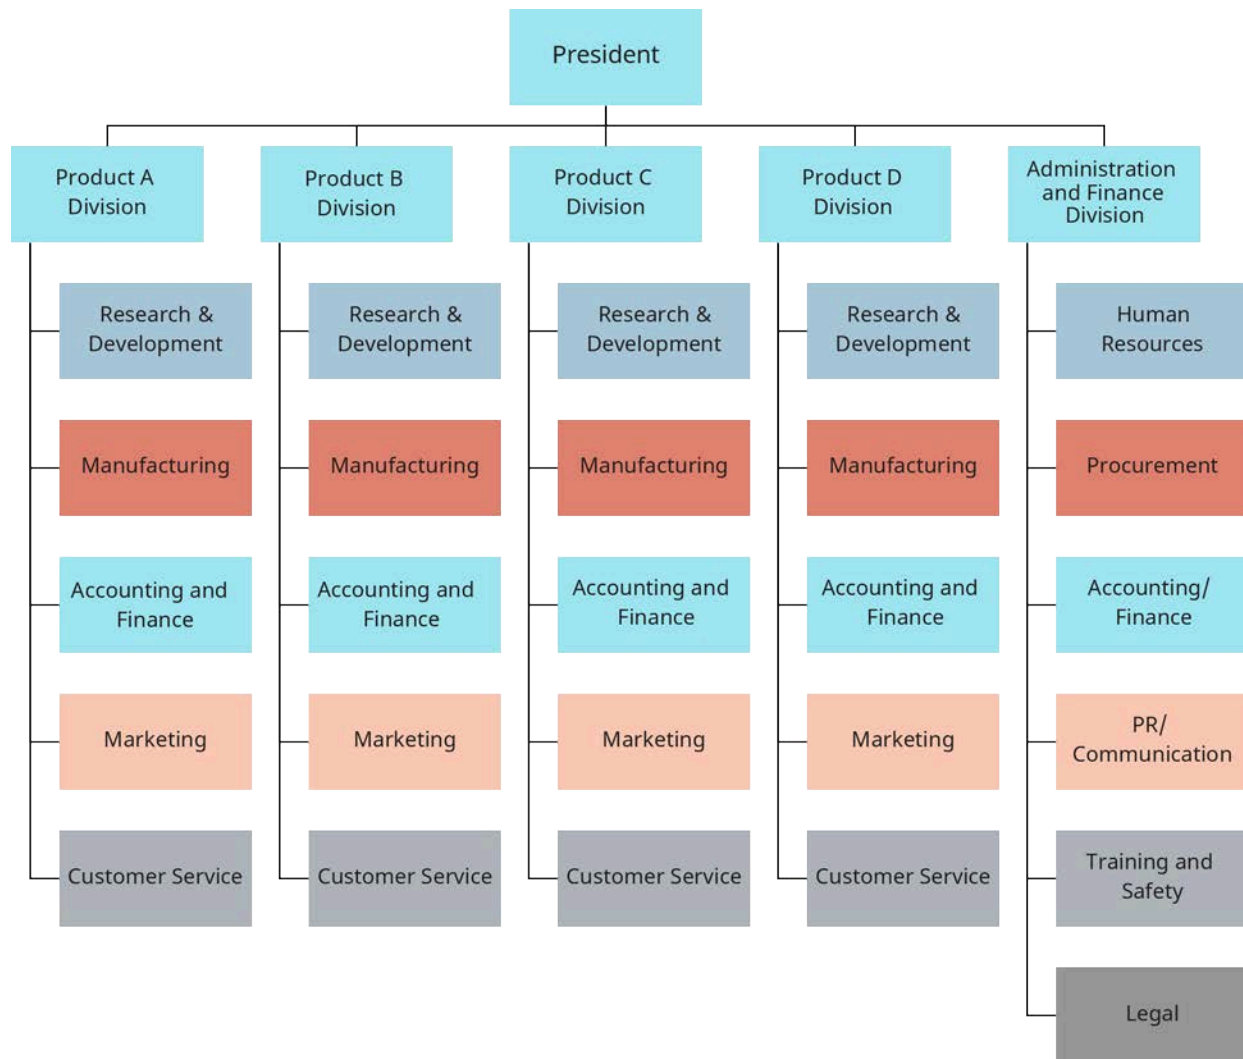 President
Product A
Division
Product B
Division
Product C
Division
Product D
Division
Administration
and Finance
Division
Research &
Development
Research &
Development
Research &
Development
Research &
Development
Human
Resources
Manufacturing
Manufacturing
Manufacturing
Manufacturing
Procurement
Accounting and
Finance
Accounting and
Finance
Accounting and
Finance
Accounting and
Finance
Accounting/
Finance
Marketing
Marketing
Marketing
Marketing
PR/
Communication
Customer Service
Customer Service
Customer Service
Customer Service
Training and
Safety
Legal